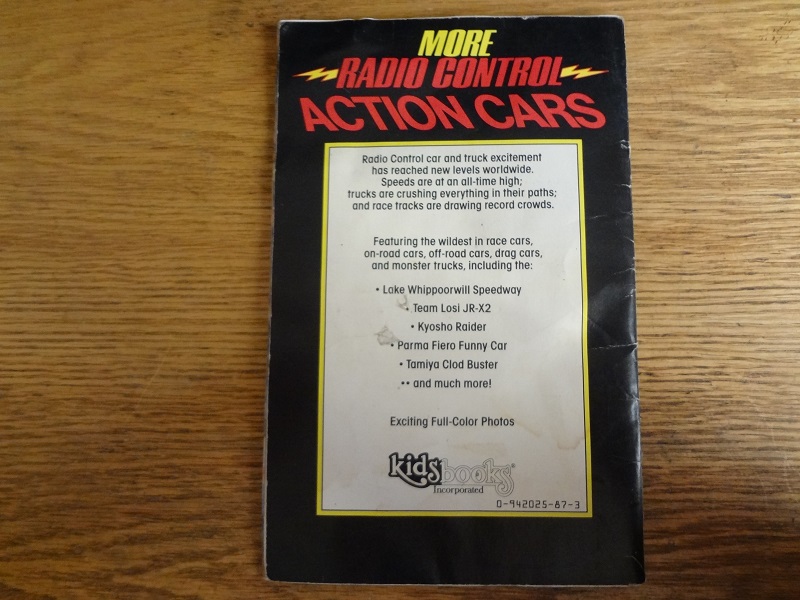 MORE
RADIO CONTROL
ACTION CARS
Radio Control car and truck excitement
has reached new levels worldwide.
Speeds are at an all-time high;
trucks are crushing everything in their paths;
and race tracks are drawing record crowds.
Featuring the wildest in race cars,
on-road cars, off-road cars, drag cars,
and monster trucks, including the:
• Lake Whippoorwill Speedway
• Team Losi JR-X2
• Kyosho Raider
• Parma Fiero Funny Car
• Tamiya Clod Buster
•• and much more!
Exciting Full-Color Photos
kidsbooks®
Incorporated
0-942025-87-3